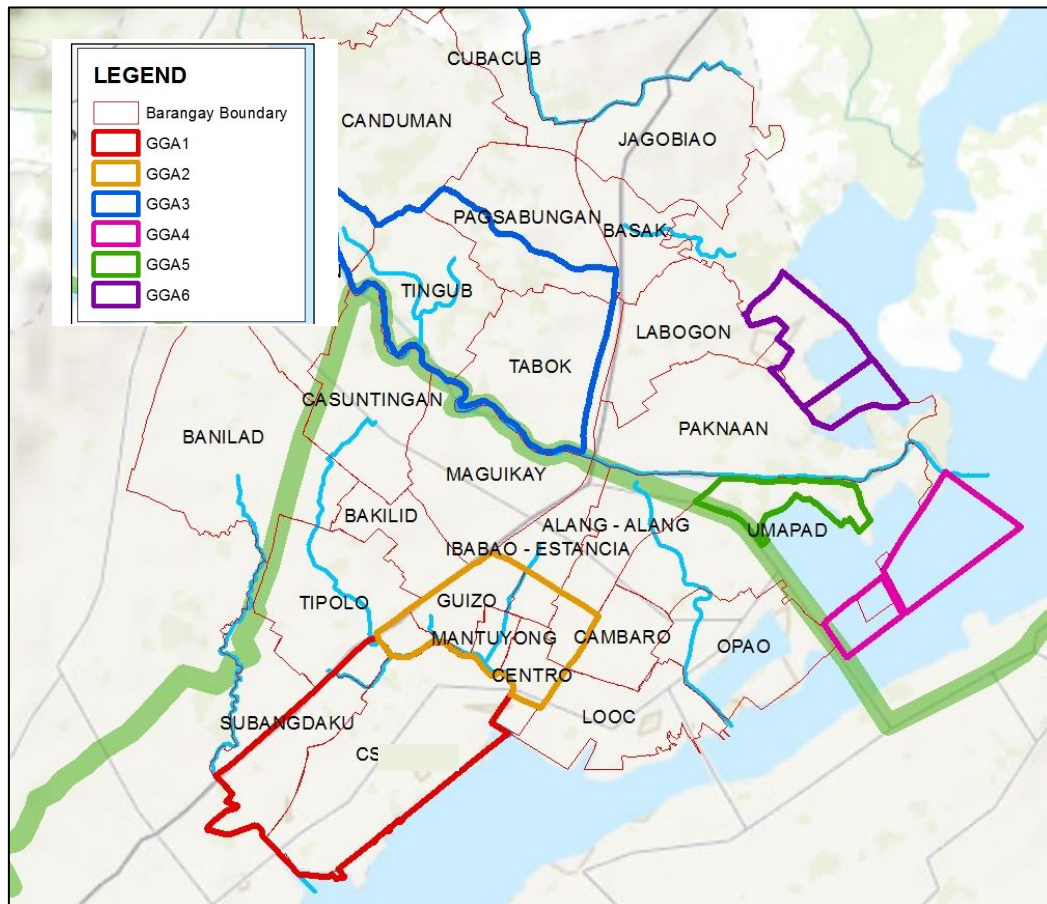 CUBACUB
LEGEND
Barangay Boundary
GGA1
GGA2
GGA3
GGA4
GGA5
GGA6
CANDUMAN
JAGOBIAO
PAGSABUNGAN
BASAK
TINGUB
LABOGON
TABOK
CASUNTINGAN
BANILAD
PAKNAAN
MAGUIKAY
BAKILID
ALANG - ALANG
UMAPAD
IBABAO - ESTANCIA
TIPOLO
GUIZO
MANTUYONG
CAMBARO
OPAO
CENTRO
LOOC
SUBANGDAKU
CS